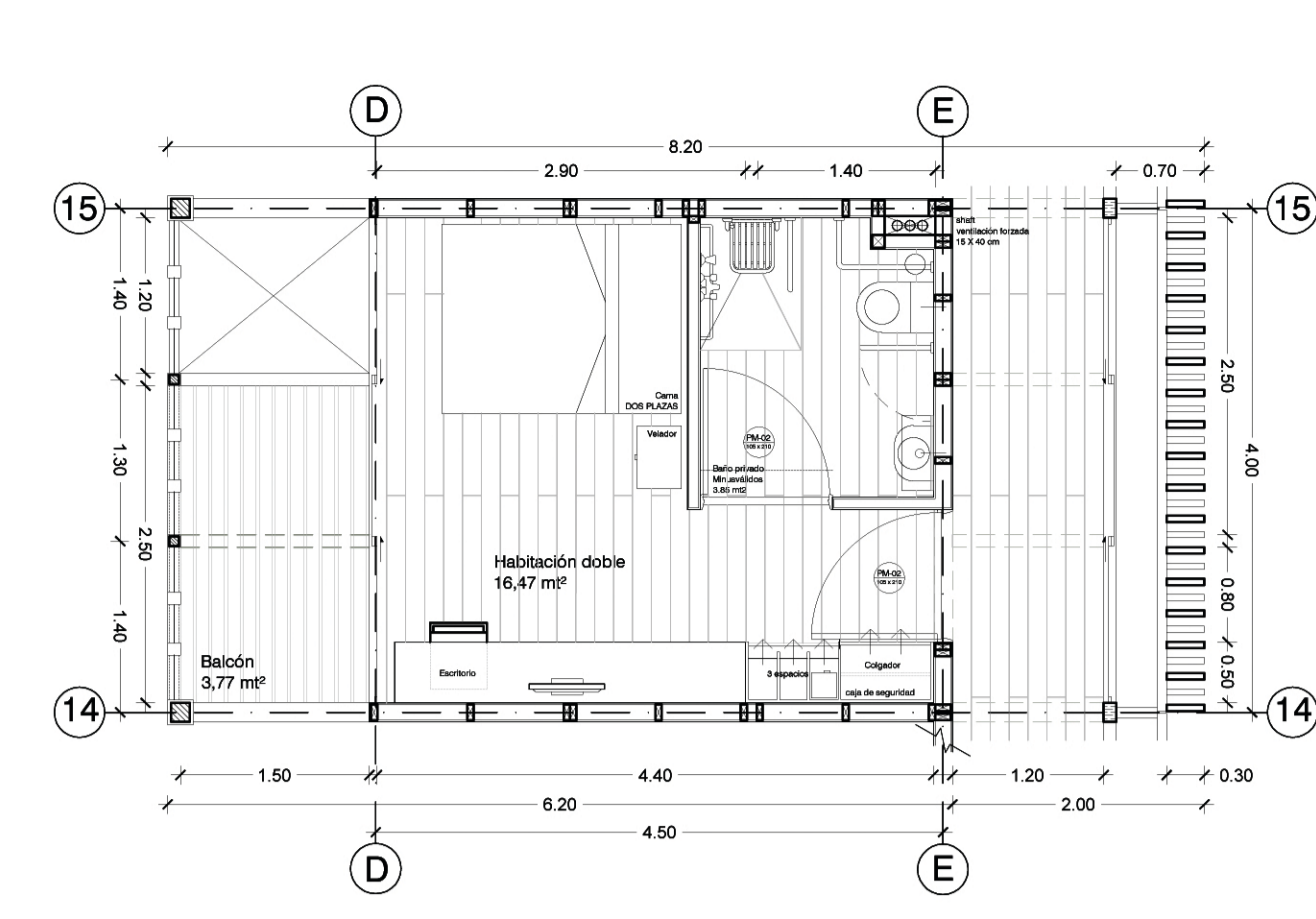 D
E
8.20
2.90
1.40
0.70
15
15
shaft
ventilación forzada
15 X 40 cm
1.40
1.20
2.50
Cama
DOS PLAZAS
Velador
PM-02
105 x 210
4.00
1.30
Baño privado
Minusválidos
3.85 mt2
2.50
Habitación doble
16,47 mt²
PM-02
105 x 210
0.80
1.40
Balcón
3,77 mt²
Escritorio
3 espacios
Colgador
caja de seguridad
0.50
14
14
1.50
4.40
1.20
0.30
6.20
2.00
4.50
D
E